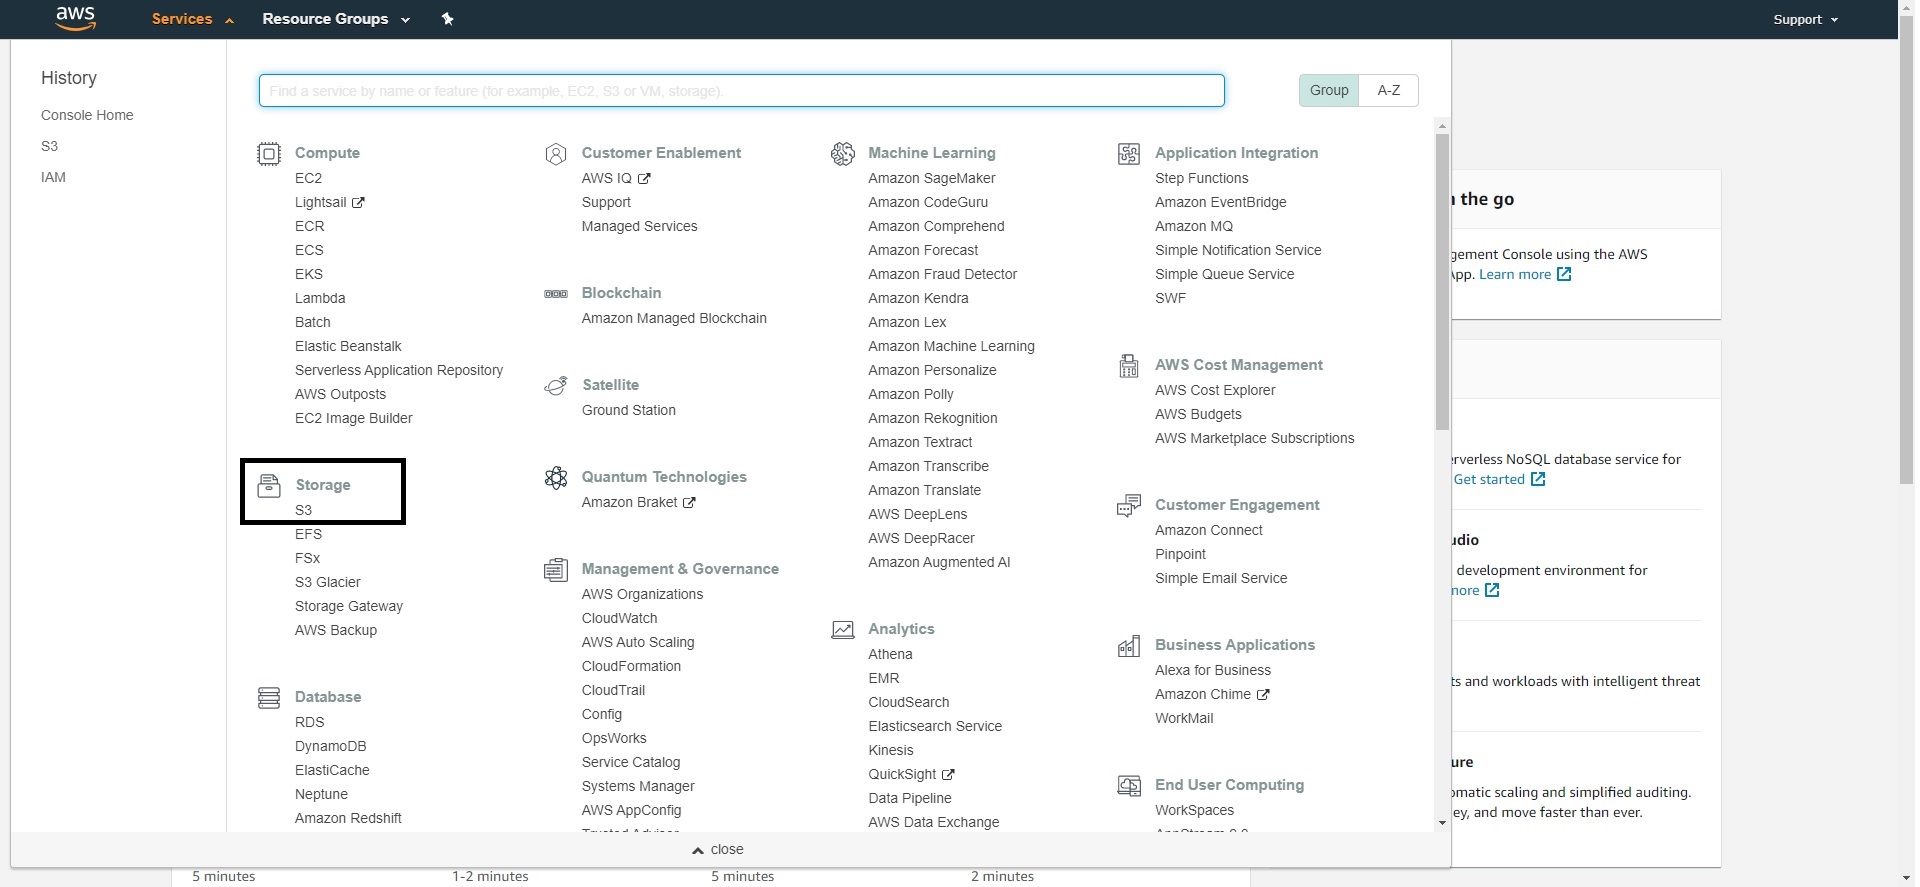 aws
Services
Resource Groups
Support
History
Console Home
S3
IAM
Find a service by name or feature (for example, EC2, S3 or VM, storage).
Group
A-Z
Compute
EC2
Lightsail
ECR
ECS
EKS
Lambda
Batch
Elastic Beanstalk
Serverless Application Repository
AWS Outposts
EC2 Image Builder
Storage
S3
EFS
FSx
S3 Glacier
Storage Gateway
AWS Backup
Database
RDS
DynamoDB
ElastiCache
Neptune
Amazon Redshift
Customer Enablement
AWS IQ
Support
Managed Services
Blockchain
Amazon Managed Blockchain
Satellite
Ground Station
Quantum Technologies
Amazon Braket
Management & Governance
AWS Organizations
CloudWatch
AWS Auto Scaling
CloudFormation
CloudTrail
Config
OpsWorks
Service Catalog
Systems Manager
AWS AppConfig
Machine Learning
Amazon SageMaker
Amazon CodeGuru
Amazon Comprehend
Amazon Forecast
Amazon Fraud Detector
Amazon Kendra
Amazon Lex
Amazon Machine Learning
Amazon Personalize
Amazon Polly
Amazon Rekognition
Amazon Textract
Amazon Transcribe
Amazon Translate
AWS DeepLens
AWS DeepRacer
Amazon Augmented AI
Analytics
Athena
EMR
CloudSearch
Elasticsearch Service
Kinesis
QuickSight
Data Pipeline
AWS Data Exchange
Application Integration
Step Functions
Amazon EventBridge
Amazon MQ
Simple Notification Service
Simple Queue Service
SWF
AWS Cost Management
AWS Cost Explorer
AWS Budgets
AWS Marketplace Subscriptions
Customer Engagement
Amazon Connect
Pinpoint
Simple Email Service
Business Applications
Alexa for Business
Amazon Chime
WorkMail
End User Computing
WorkSpaces
close
the go
gement Console using the AWS
pp. Learn more
erverless NoSQL database service for
Get started
udio
development environment for
nore
ts and workloads with intelligent threat
ure
omatic scaling and simplified auditing.
ey, and move faster than ever.
5 minutes
1-2 minutes
5 minutes
2 minutes